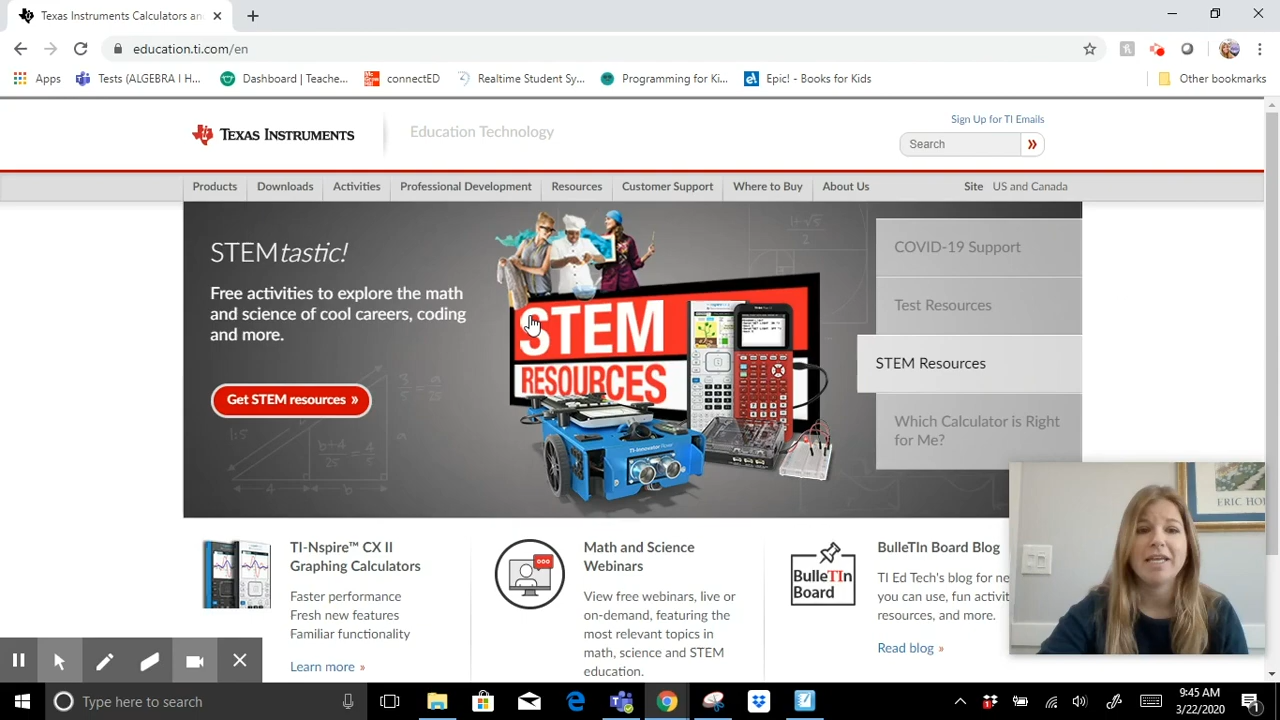 Texas Instruments Calculators an
education.ti.com/en
Apps
Tests (ALGEBRA I H...
Dashboard | Teache...
connectED
Realtime Student Sy...
Programming for Ki...
Epic! - Books for Kids
Other bookmarks
TEXAS INSTRUMENTS
Education Technology
Sign Up for TI Emails
Search »
Products
Downloads
Activities
Professional Development
Resources
Customer Support
Where to Buy
About Us
Site US and Canada
STEMtastic!
Free activities to explore the math
and science of cool careers, coding
and more.
Get STEM resources »
STEM
RESOURCES
TI-Innovator Rover
COVID-19 Support
Test Resources
STEM Resources
Which Calculator is Right
for Me?
ERIC HO
TI-Nspire™ CX II
Graphing Calculators
Faster performance
Fresh new features
Familiar functionality
Learn more »
Math and Science
Webinars
View free webinars, live or
on-demand, featuring the
most relevant topics in
math, science and STEM
education.
BulleTIn
Board
BulleTIn Board Blog
TI Ed Tech's blog for ne
you can use, fun activi
resources, and more.
Read blog »
Type here to search
9:45 AM
3/22/2020